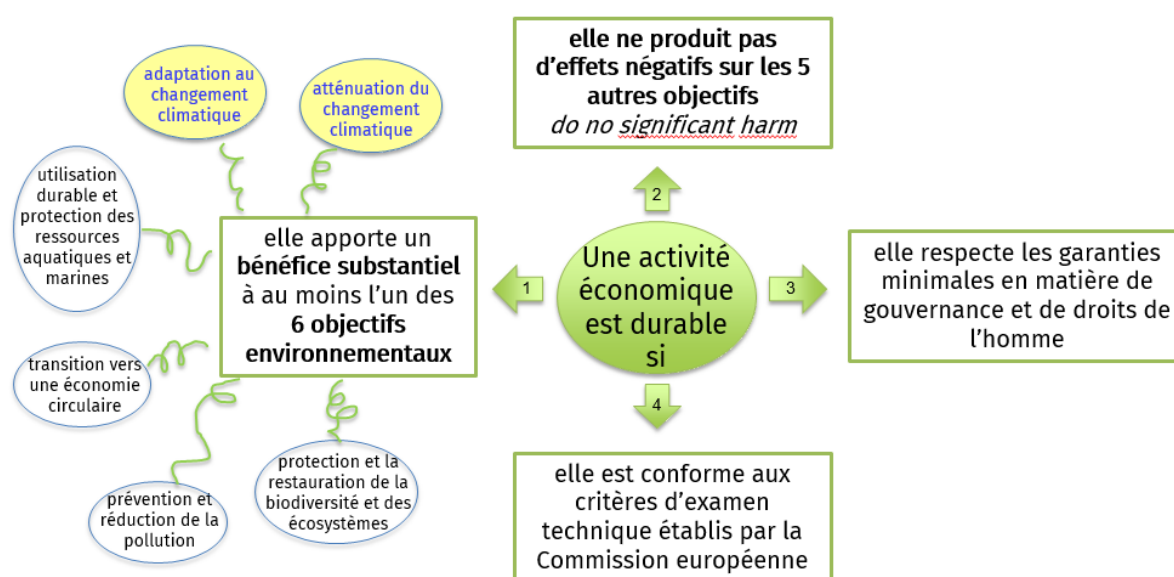 adaptation au
changement
climatique
atténuation du
changement
climatique
utilisation
durable et
protection des
ressources
aquatiques et
marines
transition vers
une économie
circulaire
prévention et
réduction de la
pollution
protection et la
restauration de la
biodiversité et des
écosystèmes
elle apporte un
bénéfice substantiel
à au moins l’un des
6 objectifs
environnementaux
1
Une activité
économique
est durable
si
2
elle ne produit pas
d’effets négatifs sur les 5
autres objectifs
do no significant harm
3
elle respecte les garanties
minimales en matière de
gouvernance et de droits de
l’homme
4
elle est conforme aux
critères d’examen
technique établis par la
Commission européenne